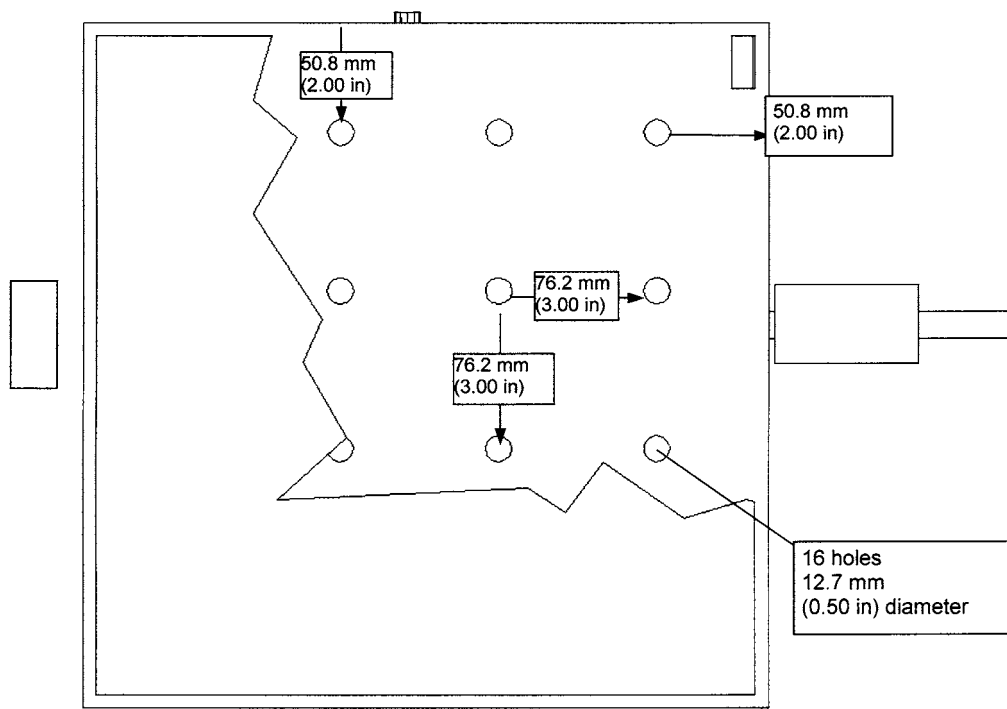 50.8 mm
(2.00 in)
50.8 mm
(2.00 in)
76.2 mm
(3.00 in)
76.2 mm
(3.00 in)
16 holes
12.7 mm
(0.50 in) diameter